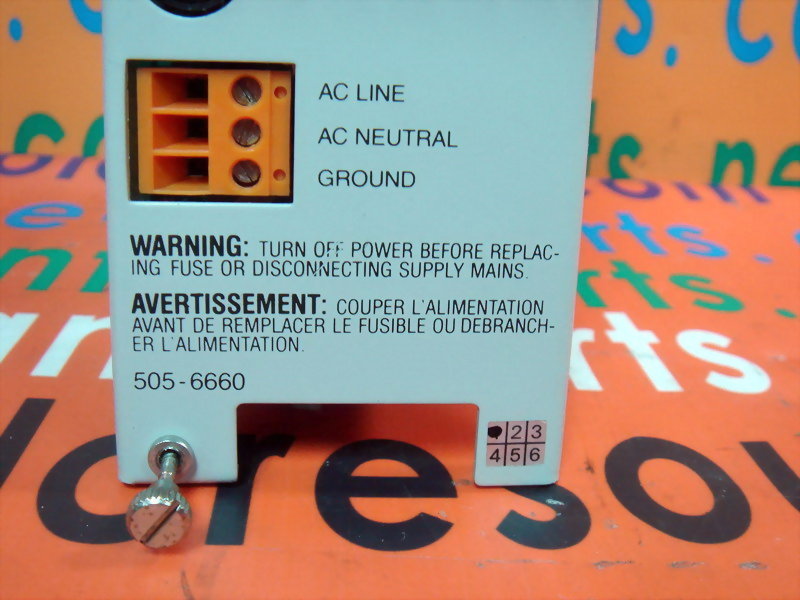 AC LINE
AC NEUTRAL
GROUND
WARNING: TURN OFF POWER BEFORE REPLAC-
ING FUSE OR DISCONNECTING SUPPLY MAINS.
AVERTISSEMENT: COUPER L'ALIMENTATION
AVANT DE REMPLACER LE FUSIBLE OU DEBRANCH-
ER L'ALIMENTATION.
505-6660
2 3
4 5 6